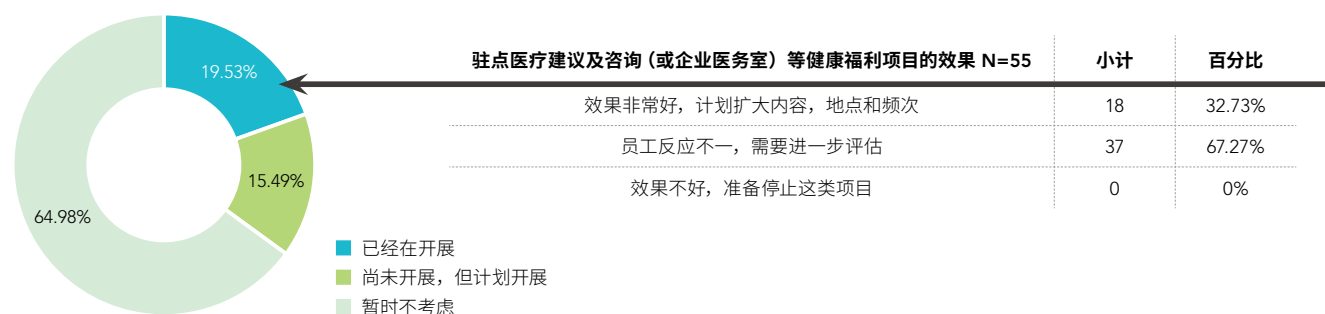 19.53%
15.49%
64.98%
驻点医疗建议及咨询（或企业医务室）等健康福利项目的效果 N=55 小计 百分比
效果非常好，计划扩大内容，地点和频次 18 32.73%
员工反应不一，需要进一步评估 37 67.27%
效果不好，准备停止这类项目 0 0%
已经在开展
尚未开展，但计划开展
暂时不考虑